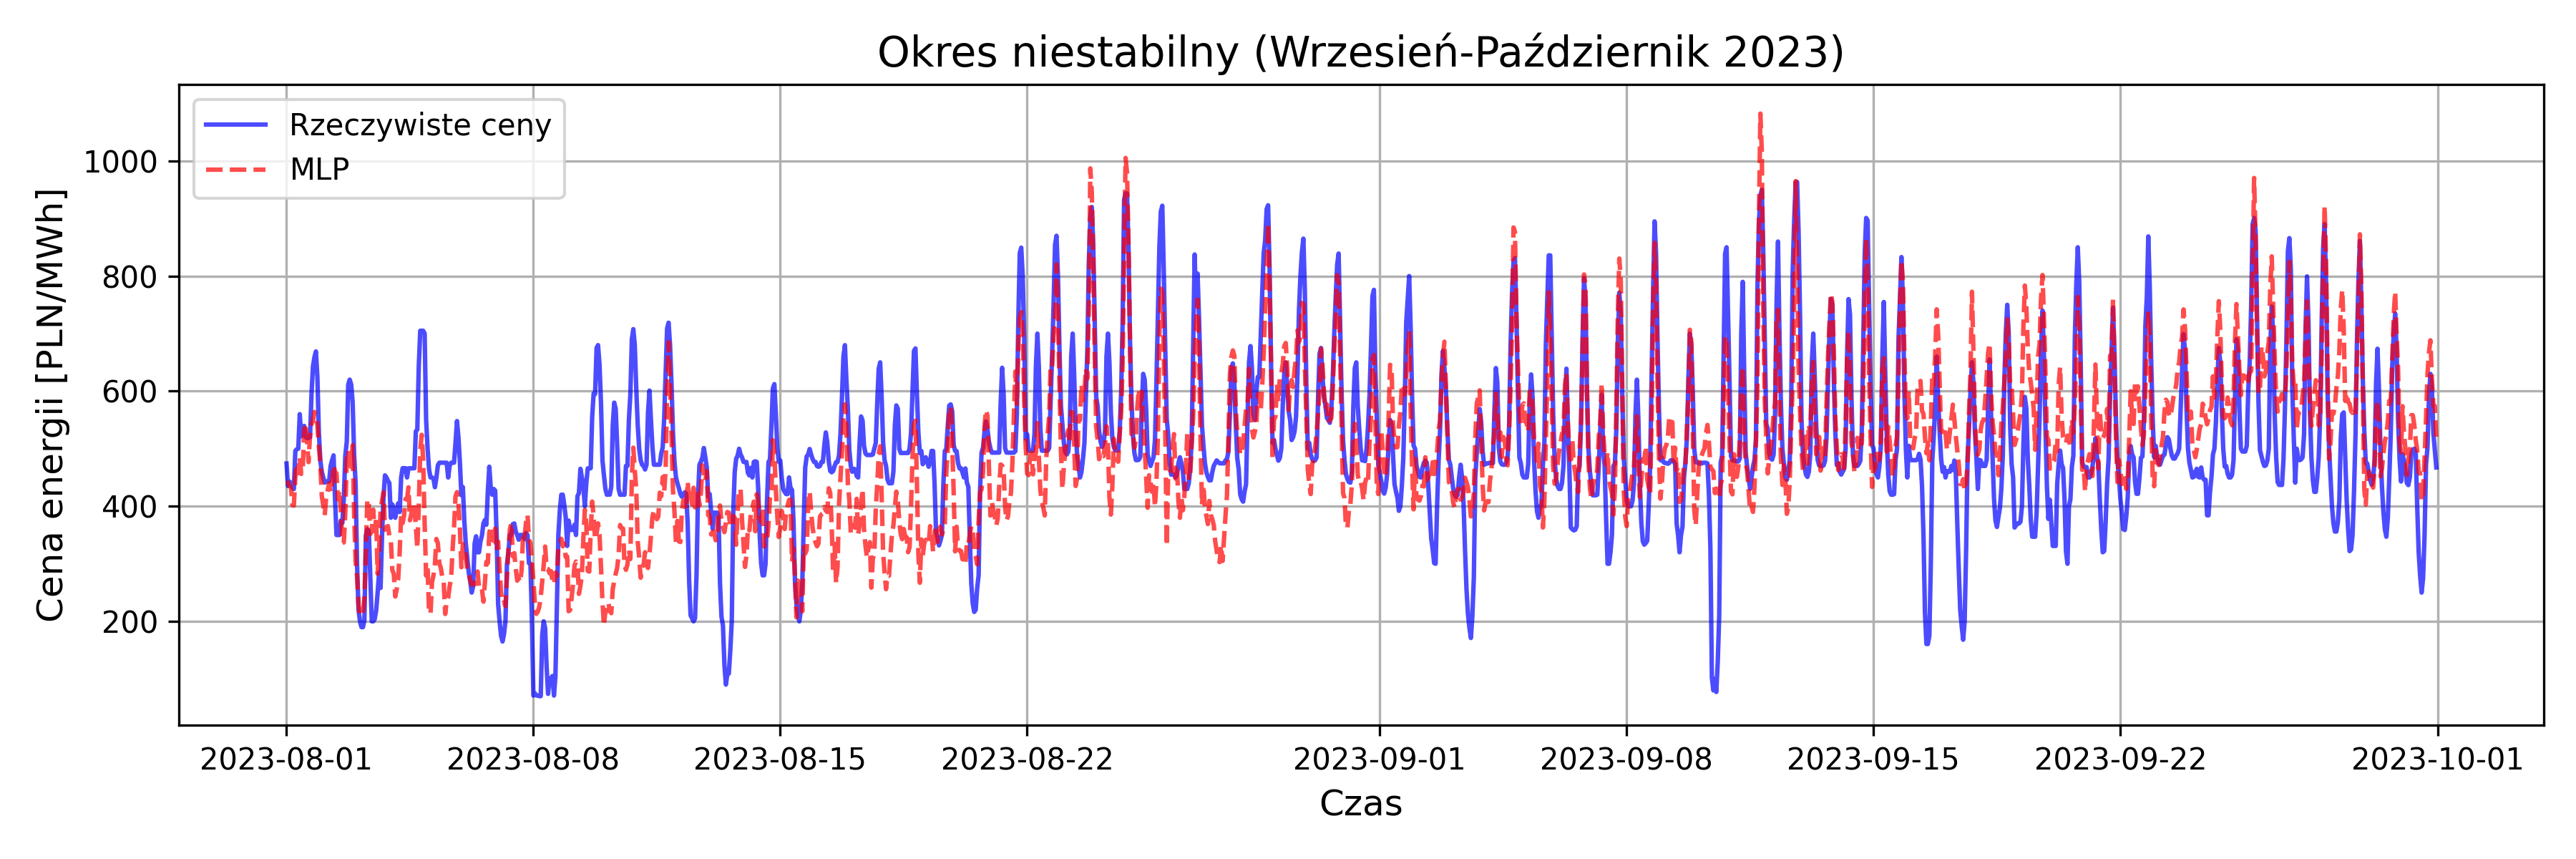 Okres niestabilny (Wrzesień-Październik 2023)
Rzeczywiste ceny
MLP
Cena energii [PLN/MWh]
1000
800
600
400
200
2023-08-01 2023-08-08 2023-08-15 2023-08-22 2023-09-01 2023-09-08 2023-09-15 2023-09-22 2023-10-01
Czas